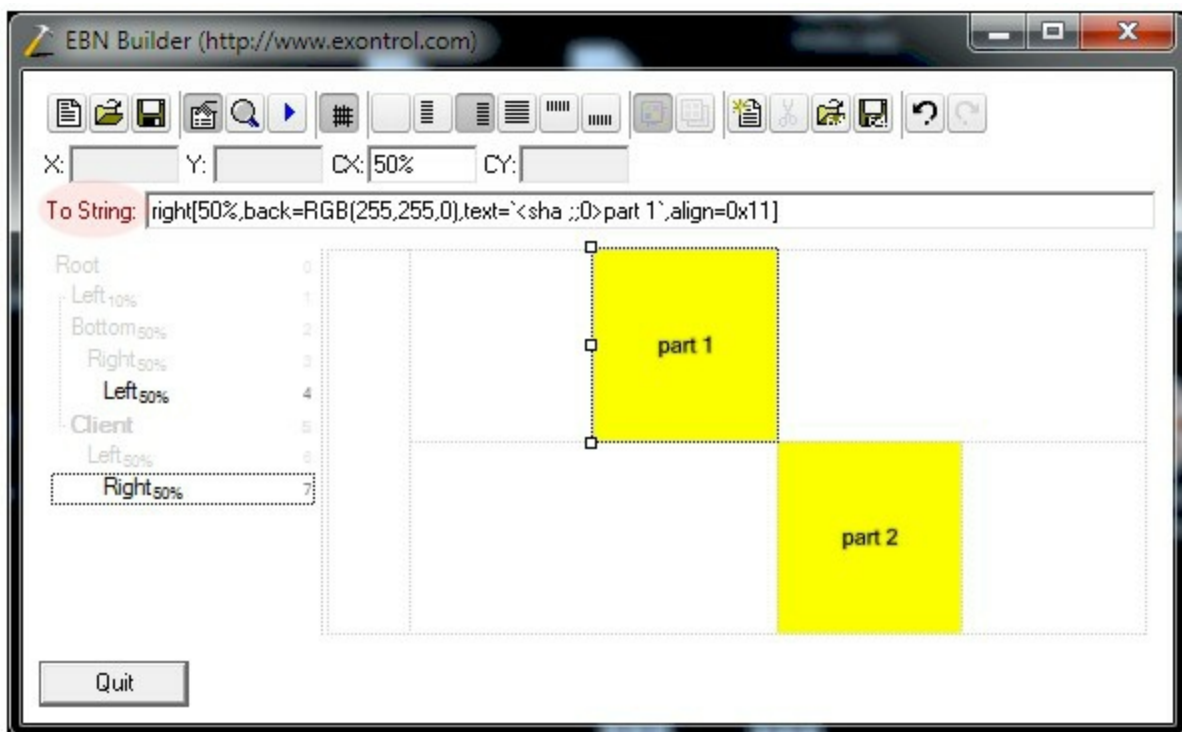 EBN Builder (http://www.exontrol.com)
X: Y: CX: 50% CY:
To String: right[50%,back=RGB(255,255,0),text=`<sha ;;0>part 1`,align=0x11]
Root 0
Left10% 1
Bottom50% 2
Right50% 3
Left50% 4
Client 5
Left50% 6
Right50% 7
part 1
part 2
Quit